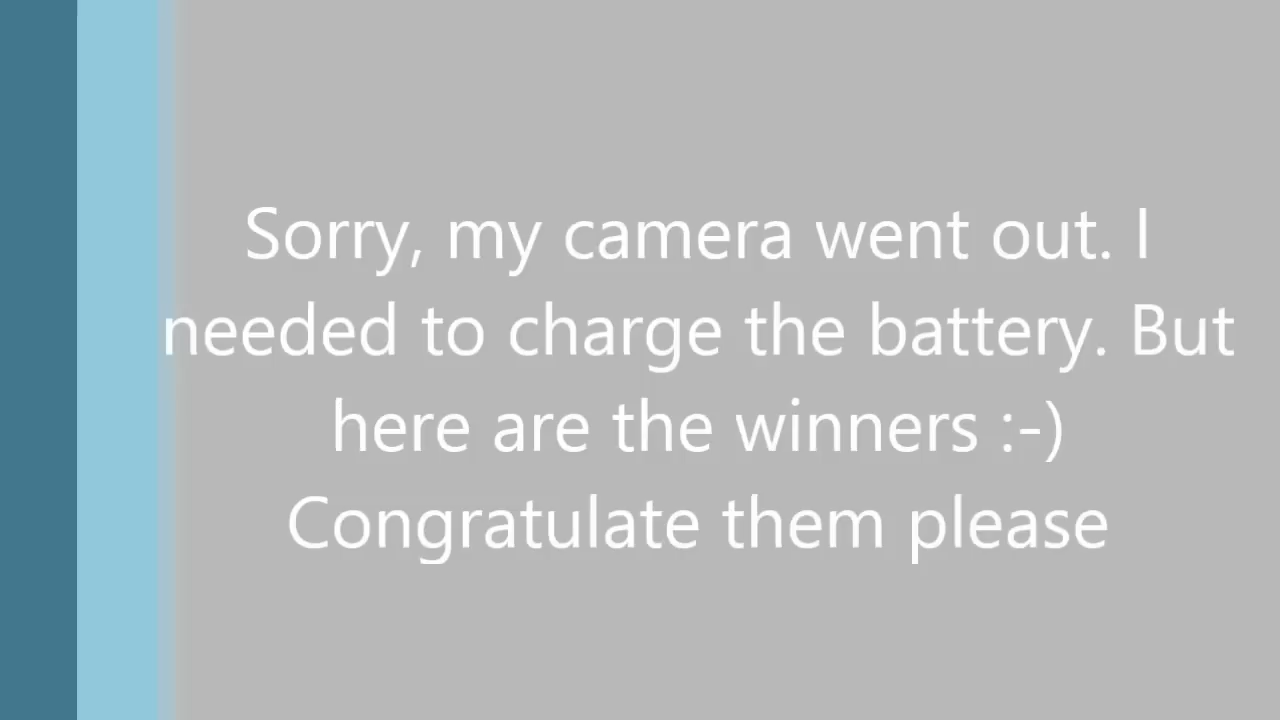 Sorry, my camera went out. I
needed to charge the battery. But
here are the winners :-)
Congratulate them please